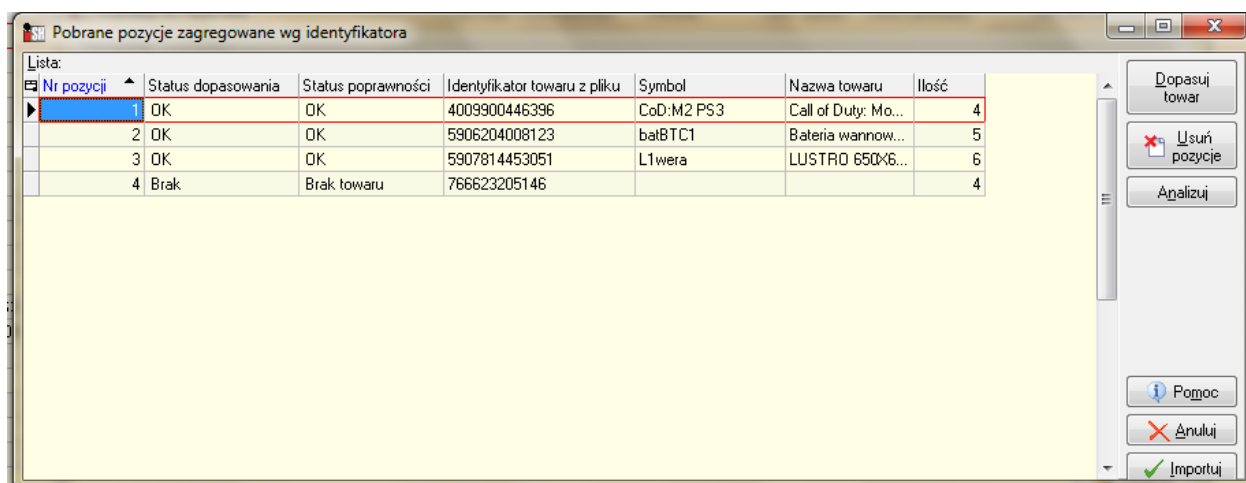 Pobrane pozycje zagregowane wg identyfikatora
Lista:
Nr pozycji Status dopasowania Status poprawności Identyfikator towaru z pliku Symbol Nazwa towaru Ilość
1 OK OK 4009900446396 CoD:M2 PS3 Call of Duty: Mo... 4
2 OK OK 5906204008123 batBTC1 Bateria wannow... 5
3 OK OK 5907814453051 L1wera LUSTRO 650X6... 6
4 Brak Brak towaru 766623205146 4
Dopasuj
towar
Usuń
pozycje
Analizuj
Pomoc
Anuluj
Importuj